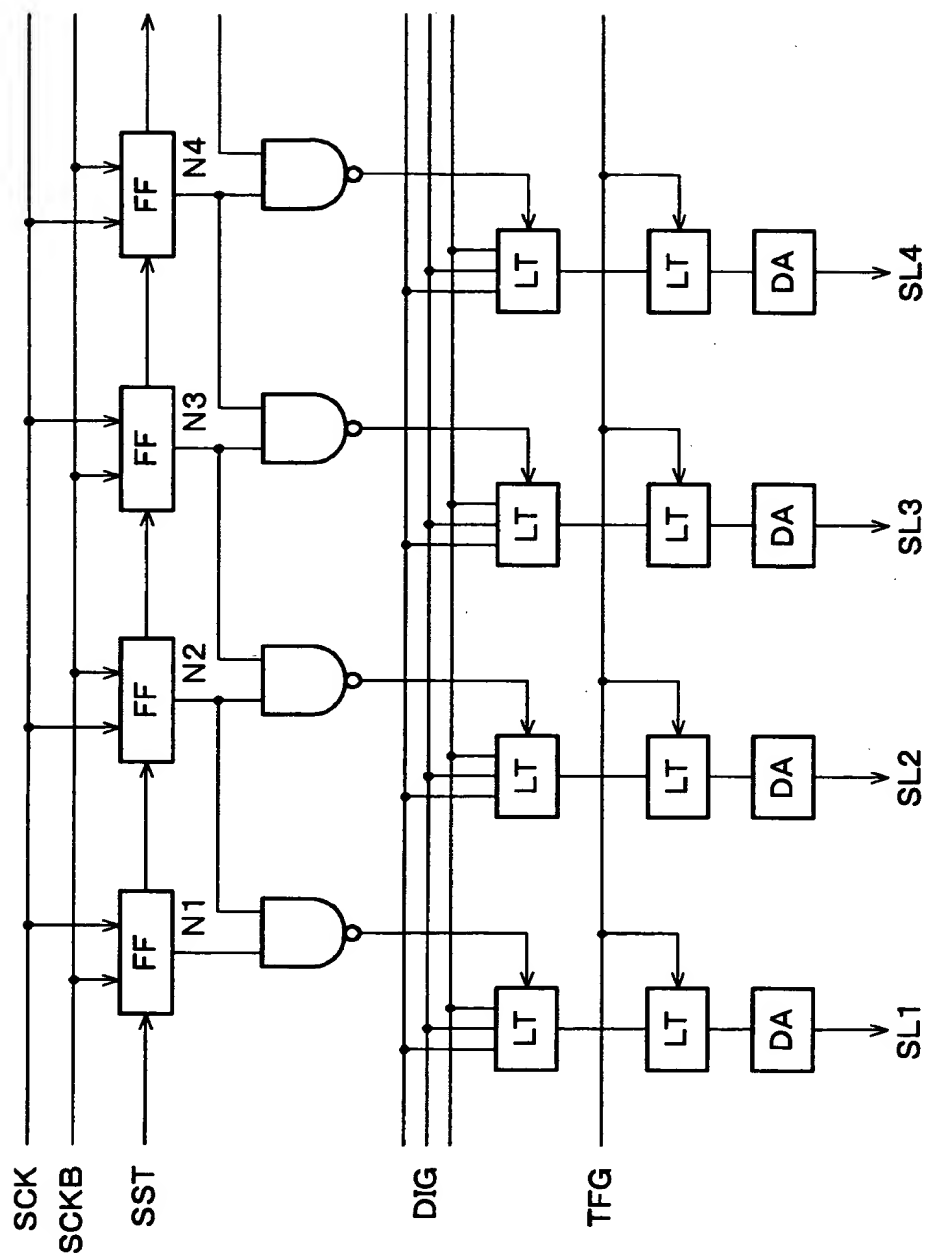 SCK
SCKB
SST
FF FF FF FF
N1 N2 N3 N4
DIG
LT LT LT LT
TFG
LT LT LT LT
DA DA DA DA
SL1 SL2 SL3 SL4